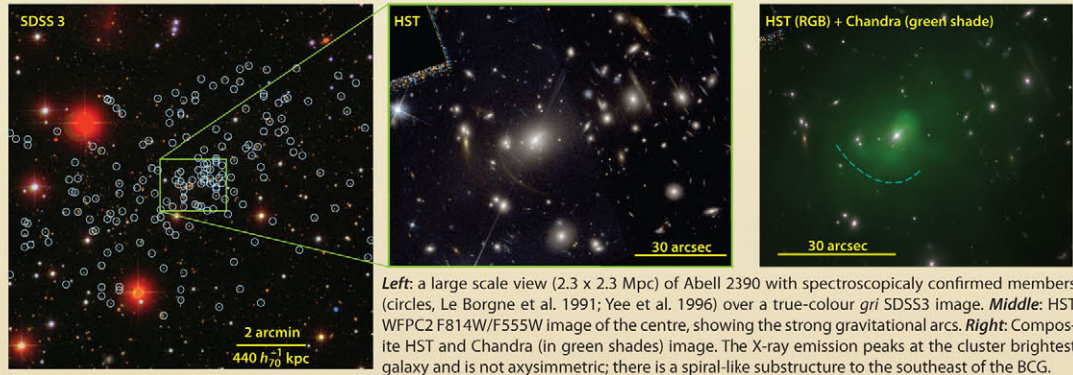 SDSS 3
HST
HST (RGB) + Chandra (green shade)
2 arcmin
440 h₇₀⁻¹ kpc
30 arcsec
30 arcsec
Left: a large scale view (2.3 x 2.3 Mpc) of Abell 2390 with spectroscopicaly confirmed members
(circles, Le Borgne et al. 1991; Yee et al. 1996) over a true-colour gri SDSS3 image. Middle: HST
WFPC2 F814W/F555W image of the centre, showing the strong gravitational arcs. Right: Compos-
ite HST and Chandra (in green shades) image. The X-ray emission peaks at the cluster brightest
galaxy and is not axysimmetric; there is a spiral-like substructure to the southeast of the BCG.